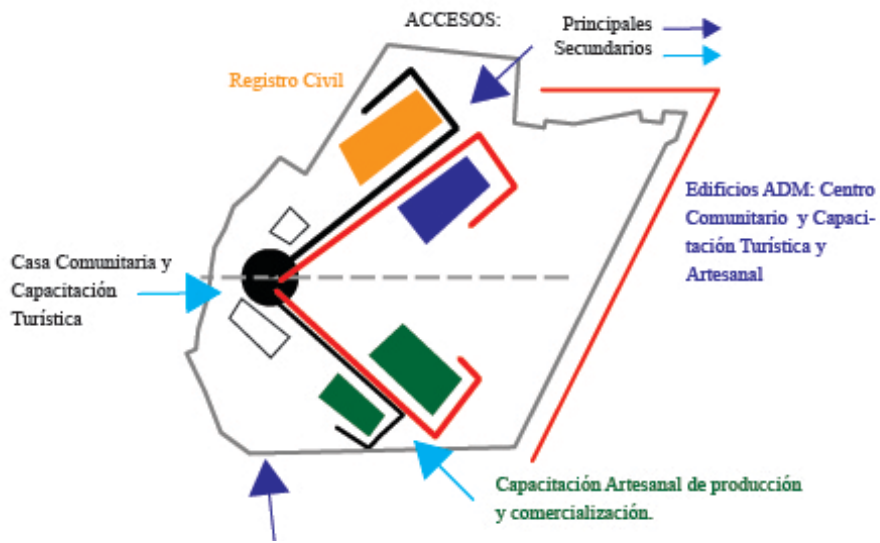 ACCESOS:
Principales
Secundarios
Registro Civil
Edificios ADM: Centro
Comunitario y Capaci-
tación Turística y
Artesanal
Casa Comunitaria y
Capacitación
Turística
Capacitación Artesanal de producción
y comercialización.